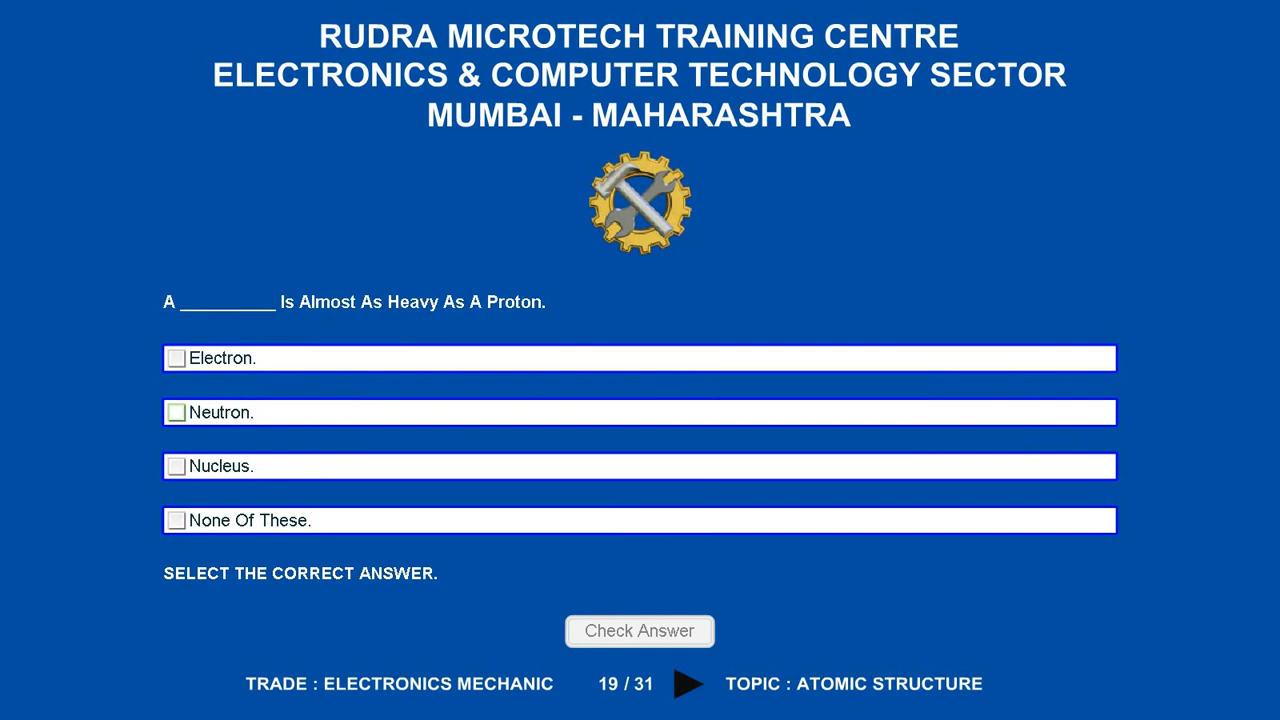 RUDRA MICROTECH TRAINING CENTRE
ELECTRONICS & COMPUTER TECHNOLOGY SECTOR
MUMBAI - MAHARASHTRA
A __________ Is Almost As Heavy As A Proton.
Electron.
Neutron.
Nucleus.
None Of These.
SELECT THE CORRECT ANSWER.
Check Answer
TRADE : ELECTRONICS MECHANIC 19 / 31 TOPIC : ATOMIC STRUCTURE